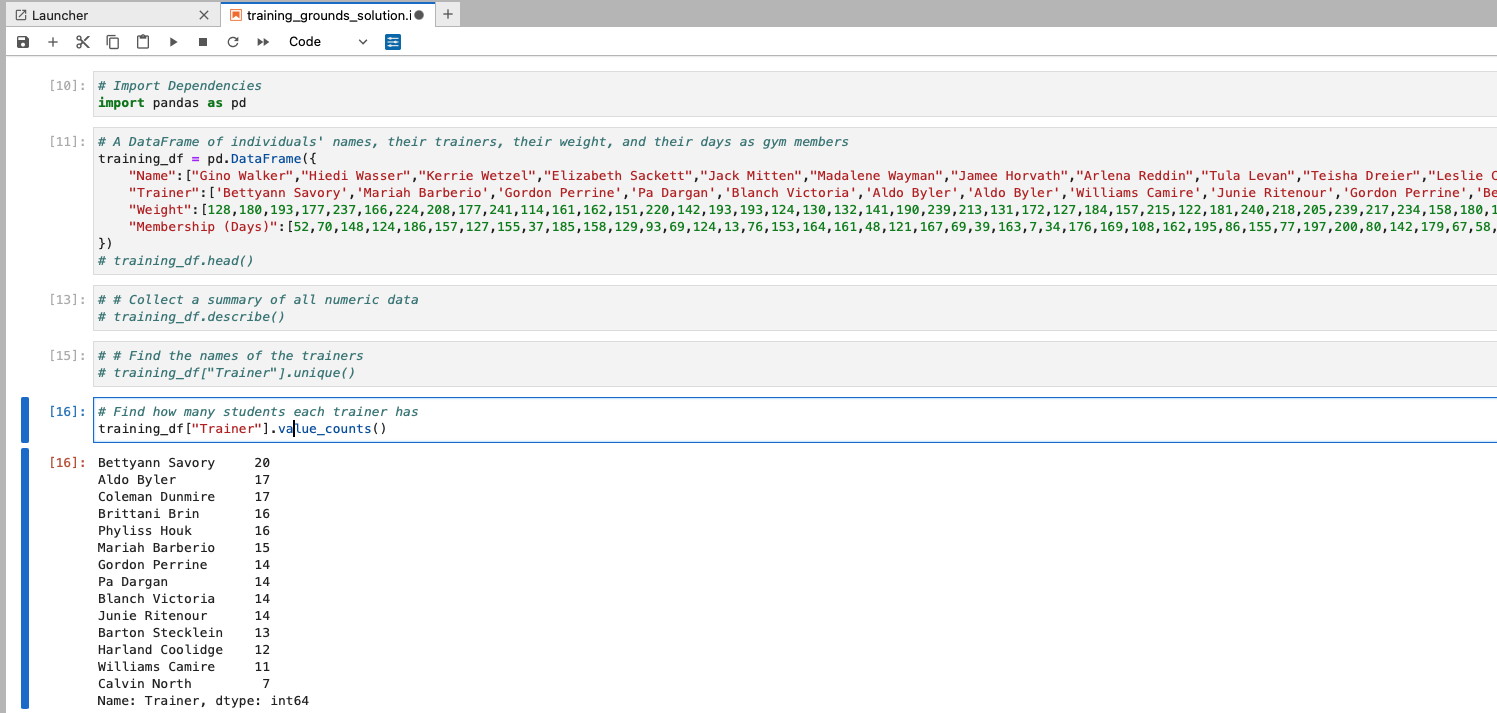 Launcher
training_grounds_solution.i
Code
[10]:
# Import Dependencies
import pandas as pd
[11]:
# A DataFrame of individuals' names, their trainers, their weight, and their days as gym members
training_df = pd.DataFrame({
"Name":["Gino Walker","Hiedi Wasser","Kerrie Wetzel","Elizabeth Sackett","Jack Mitten","Madalene Wayman","Jamee Horvath","Arlena Reddin","Tula Levan","Teisha Dreier","Leslie C
"Trainer":['Bettyann Savory','Mariah Barberio','Gordon Perrine','Pa Dargan','Blanch Victoria','Aldo Byler','Aldo Byler','Williams Camire','Junie Ritenour','Gordon Perrine','Be
"Weight":[128,180,193,177,237,166,224,208,177,241,114,161,162,151,220,142,193,193,124,130,132,141,190,239,213,131,172,127,184,157,215,122,181,240,218,205,239,217,234,158,180,1
"Membership (Days)":[52,70,148,124,186,157,127,155,37,185,158,129,93,69,124,13,76,153,164,161,48,121,167,69,39,163,7,34,176,169,108,162,195,86,155,77,197,200,80,142,179,67,58,
})
# training_df.head()
[13]:
# # Collect a summary of all numeric data
# training_df.describe()
[15]:
# # Find the names of the trainers
# training_df["Trainer"].unique()
[16]:
# Find how many students each trainer has
training_df["Trainer"].value_counts()
[16]:
Bettyann Savory 20
Aldo Byler 17
Coleman Dunmire 17
Brittani Brin 16
Phyliss Houk 16
Mariah Barberio 15
Gordon Perrine 14
Pa Dargan 14
Blanch Victoria 14
Junie Ritenour 14
Barton Stecklein 13
Harland Coolidge 12
Williams Camire 11
Calvin North 7
Name: Trainer, dtype: int64